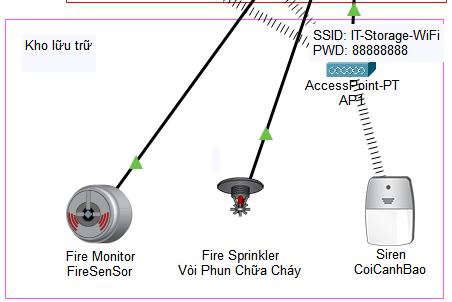 SSID: IT-Storage-WiFi
Kho lữu trữ
PWD: 88888888
AccessPoint-PT
AP1
Fire Monitor
FireSenSor
Fire Sprinkler
Vòi Phun Chữa Cháy
Siren
CoiCanhBao